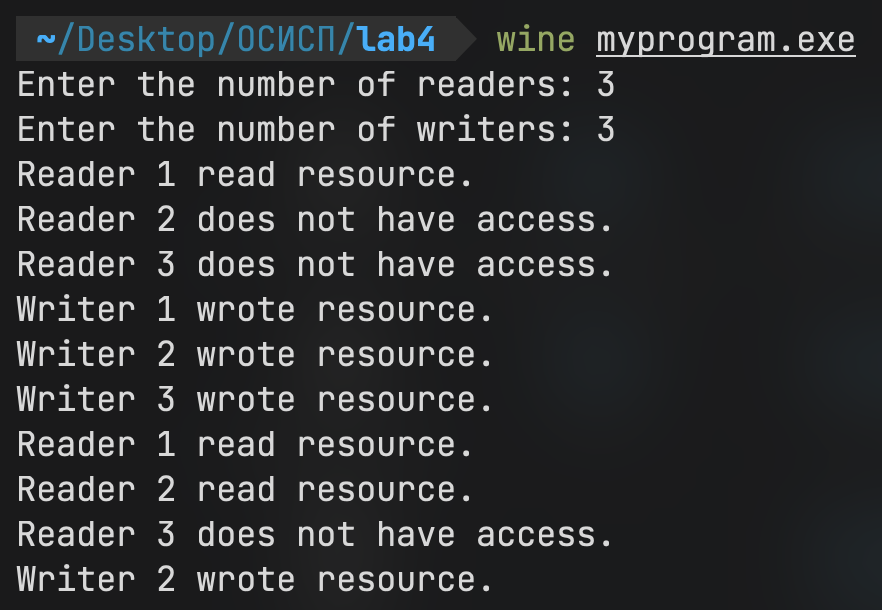 ~/Desktop/ОСИСП/lab4 wine myprogram.exe
Enter the number of readers: 3
Enter the number of writers: 3
Reader 1 read resource.
Reader 2 does not have access.
Reader 3 does not have access.
Writer 1 wrote resource.
Writer 2 wrote resource.
Writer 3 wrote resource.
Reader 1 read resource.
Reader 2 read resource.
Reader 3 does not have access.
Writer 2 wrote resource.